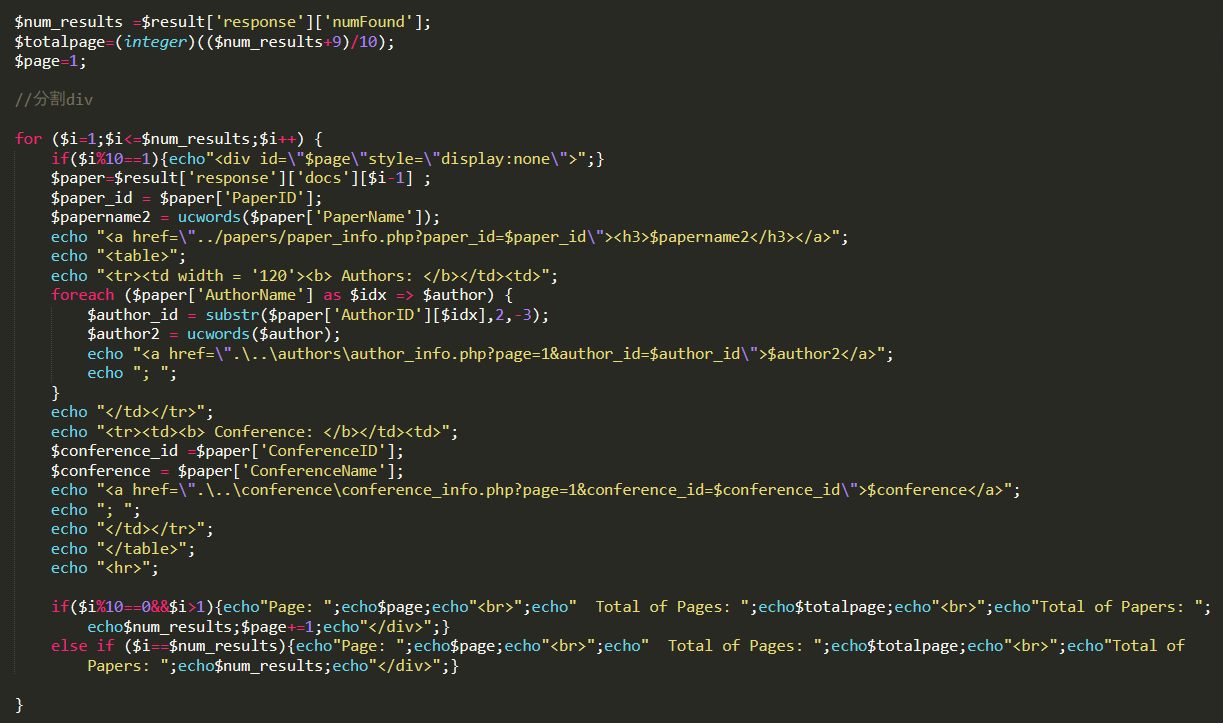 $num_results =$result['response']['numFound'];
$totalpage=(integer)(($num_results+9)/10);
$page=1;
//分割div
for ($i=1;$i<=$num_results;$i++) {
if($i%10==1){echo"<div id=\"$page\"style=\"display:none\">";}
$paper=$result['response']['docs'][$i-1] ;
$paper_id = $paper['PaperID'];
$papername2 = ucwords($paper['PaperName']);
echo "<a href=\"../papers/paper_info.php?paper_id=$paper_id\"><h3>$papername2</h3></a>";
echo "<table>";
echo "<tr><td width = '120'><b> Authors: </b></td><td>";
foreach ($paper['AuthorName'] as $idx => $author) {
$author_id = substr($paper['AuthorID'][$idx],2,-3);
$author2 = ucwords($author);
echo "<a href=\".\..\authors\author_info.php?page=1&author_id=$author_id\">$author2</a>";
echo "; ";
}
echo "</td></tr>";
echo "<tr><td><b> Conference: </b></td><td>";
$conference_id =$paper['ConferenceID'];
$conference = $paper['ConferenceName'];
echo "<a href=\".\..\conference\conference_info.php?page=1&conference_id=$conference_id\">$conference</a>";
echo "; ";
echo "</td></tr>";
echo "</table>";
echo "<hr>";
if($i%10==0&&$i>1){echo"Page: ";echo$page;echo"<br>";echo"  Total of Pages: ";echo$totalpage;echo"<br>";echo"Total of Papers: ";
echo$num_results;$page+=1;echo"</div>";}
else if ($i==$num_results){echo"Page: ";echo$page;echo"<br>";echo"  Total of Pages: ";echo$totalpage;echo"<br>";echo"Total of
Papers: ";echo$num_results;echo"</div>";}
}